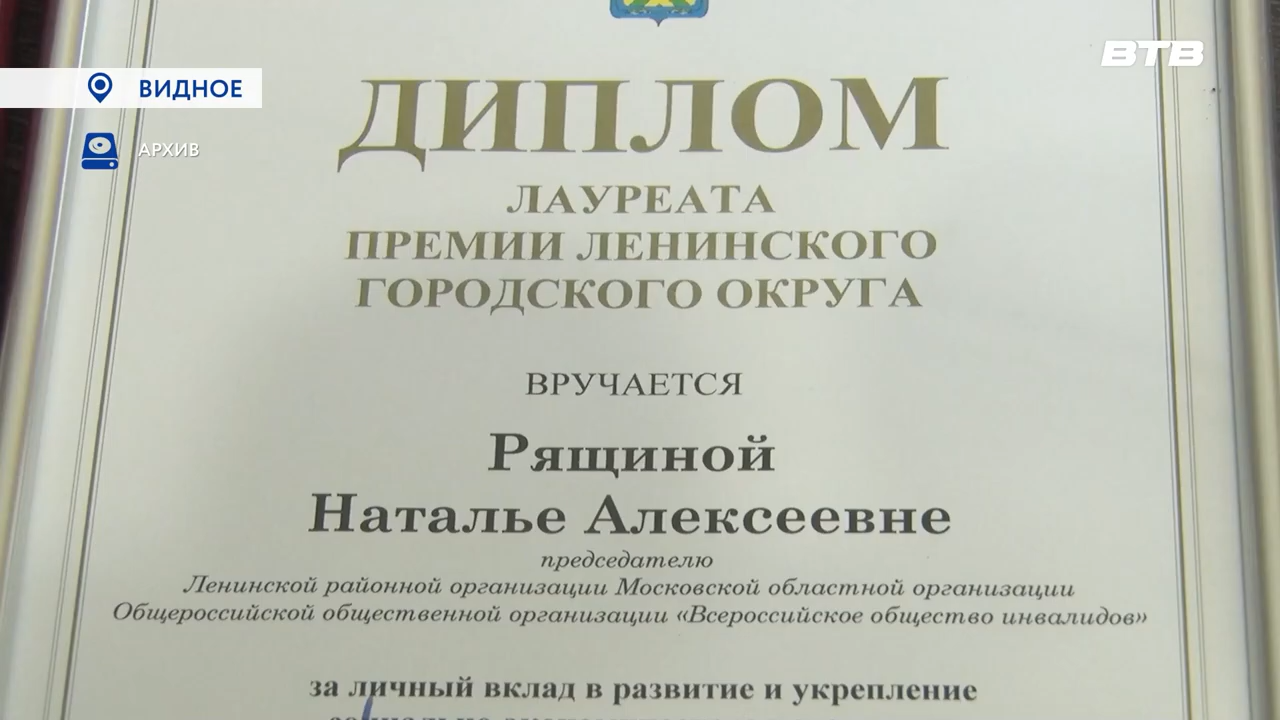 ВТВ
ВИДНОЕ
АРХИВ
ДИПЛОМ
ЛАУРЕАТА
ПРЕМИИ ЛЕНИНСКОГО
ГОРОДСКОГО ОКРУГА
ВРУЧАЕТСЯ
Рящиной
Наталье Алексеевне
председателю
Ленинской районной организации Московской областной организации
Общероссийской общественной организации «Всероссийское общество инвалидов»
за личный вклад в развитие и укрепление